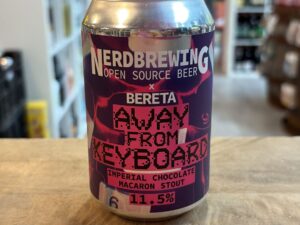 NERDBREWING
OPEN SOURCE BEER
×
BERETA
AWAY
FROM
KEYBOARD
IMPERIAL CHOCOLATE
MACARON STOUT
11.5%